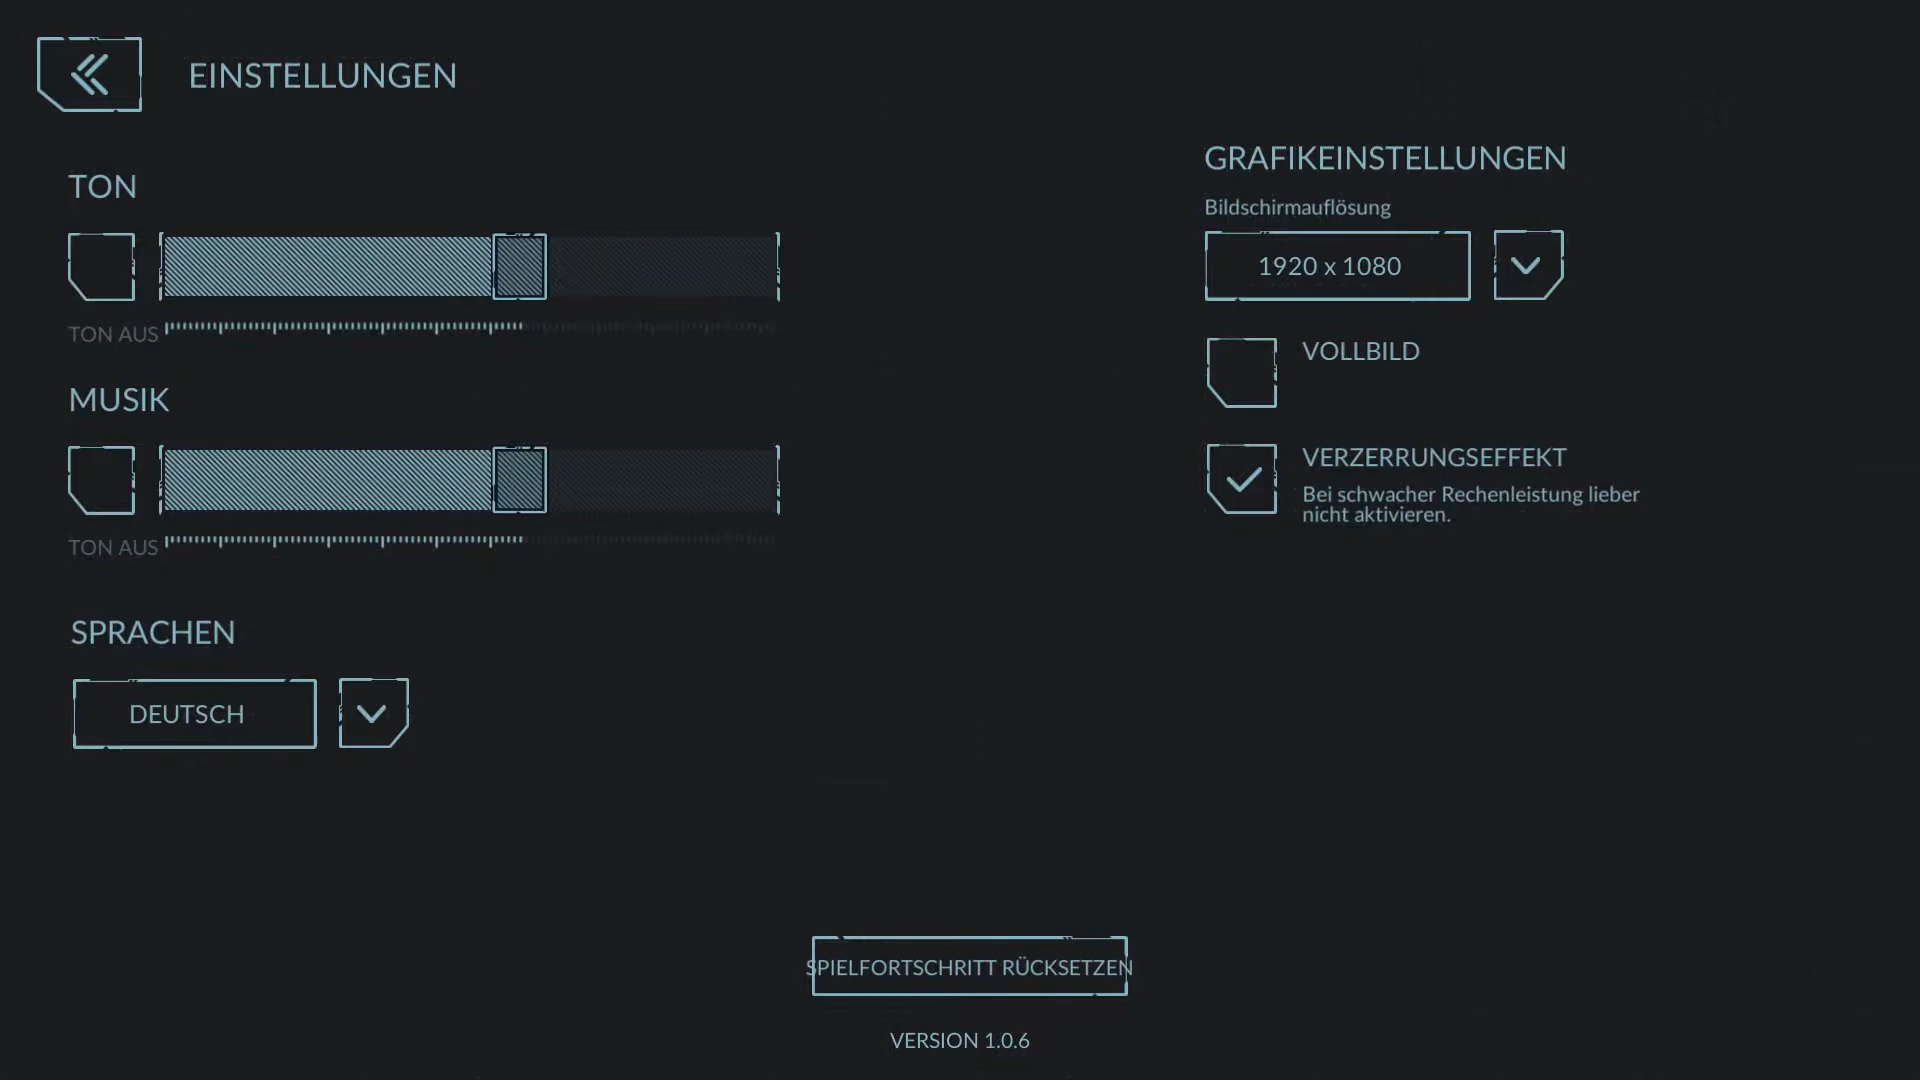 EINSTELLUNGEN
TON
TON AUS
MUSIK
TON AUS
SPRACHEN
DEUTSCH
GRAFIKEINSTELLUNGEN
Bildschirmauflösung
1920 x 1080
VOLLBILD
VERZERRUNGSEFFEKT
Bei schwacher Rechenleistung lieber
nicht aktivieren.
SPIELFORTSCHRITT RÜCKSETZEN
VERSION 1.0.6